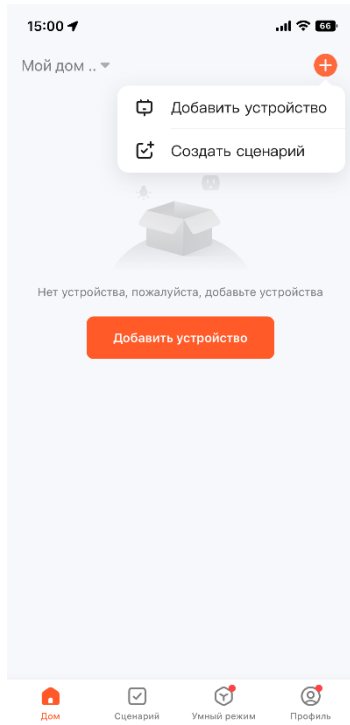 15:00
66
Мой дом ..
Добавить устройство
Создать сценарий
Нет устройства, пожалуйста, добавьте устройства
Добавить устройство
Дом
Сценарий
Умный режим
Профиль